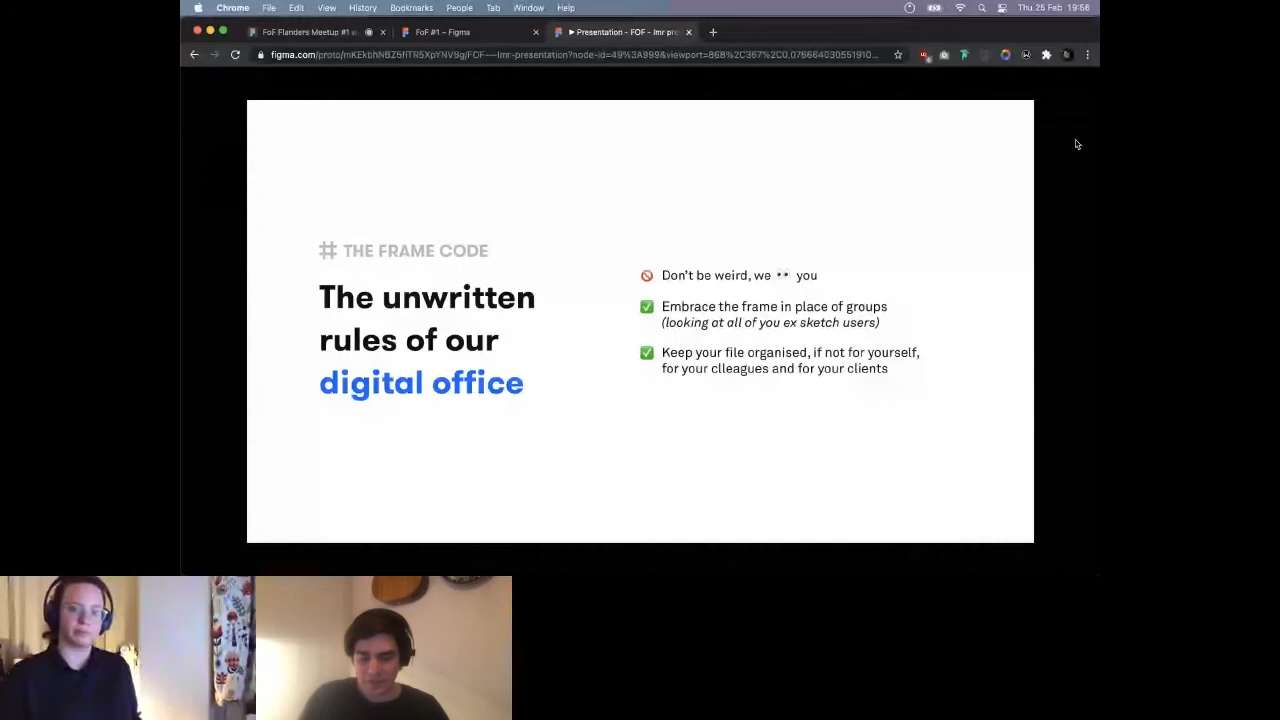 Chrome File Edit View History Bookmarks People Tab Window Help Thu 25 Feb 19:56
FoF Flanders Meetup #1 FoF #1 – Figma Presentation - FOF - lmr pre
# THE FRAME CODE
The unwritten
rules of our
digital office
🚫 Don't be weird, we 👀 you
✅ Embrace the frame in place of groups
(looking at all of you ex sketch users)
✅ Keep your file organised, if not for yourself,
for your clleagues and for your clients